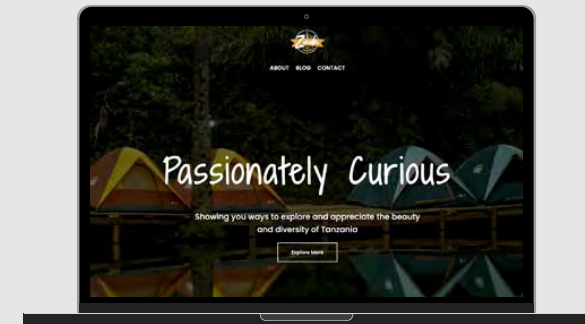 ABOUT BLOG CONTACT
Passionately Curious
Showing you ways to explore and appreciate the beauty
and diversity of Tanzania
Explore More